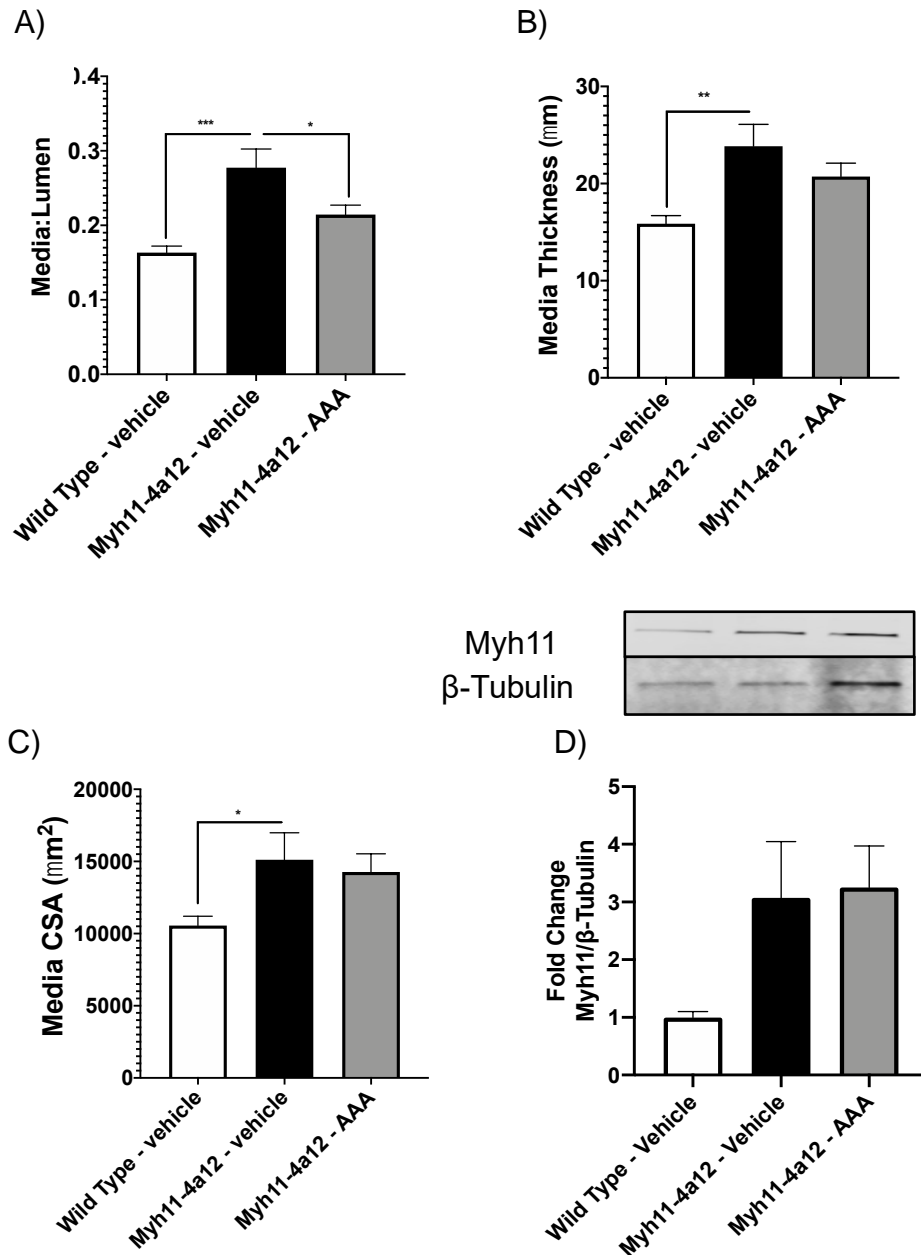 A)
Media:Lumen
0.4
0.3
0.2
0.1
0.0
***
*
Wild Type - vehicle
Myh11-4a12 - vehicle
Myh11-4a12 - AAA
B)
Media Thickness (mm)
30
20
10
0
**
Wild Type - vehicle
Myh11-4a12 - vehicle
Myh11-4a12 - AAA
Myh11
β-Tubulin
C)
Media CSA (mm²)
20000
15000
10000
5000
0
*
Wild Type - vehicle
Myh11-4a12 - vehicle
Myh11-4a12 - AAA
D)
Fold Change
Myh11/β-Tubulin
5
4
3
2
1
0
Wild Type - Vehicle
Myh11-4a12 - Vehicle
Myh11-4a12 - AAA